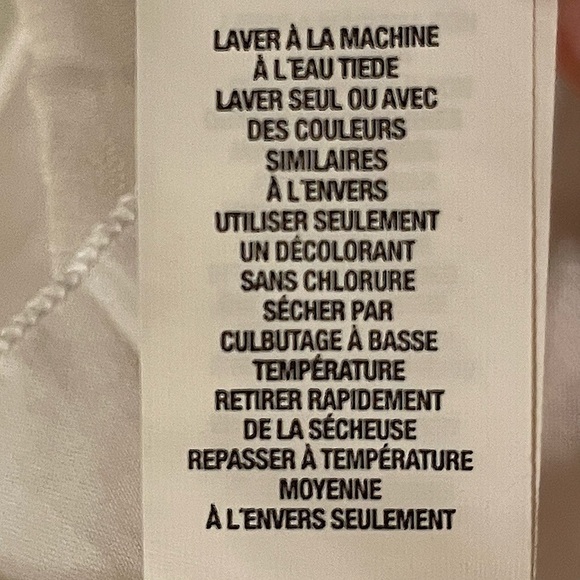 LAVER À LA MACHINE
À L'EAU TIEDE
LAVER SEUL OU AVEC
DES COULEURS
SIMILAIRES
À L'ENVERS
UTILISER SEULEMENT
UN DÉCOLORANT
SANS CHLORURE
SÉCHER PAR
CULBUTAGE À BASSE
TEMPÉRATURE
RETIRER RAPIDEMENT
DE LA SÉCHEUSE
REPASSER À TEMPÉRATURE
MOYENNE
À L'ENVERS SEULEMENT